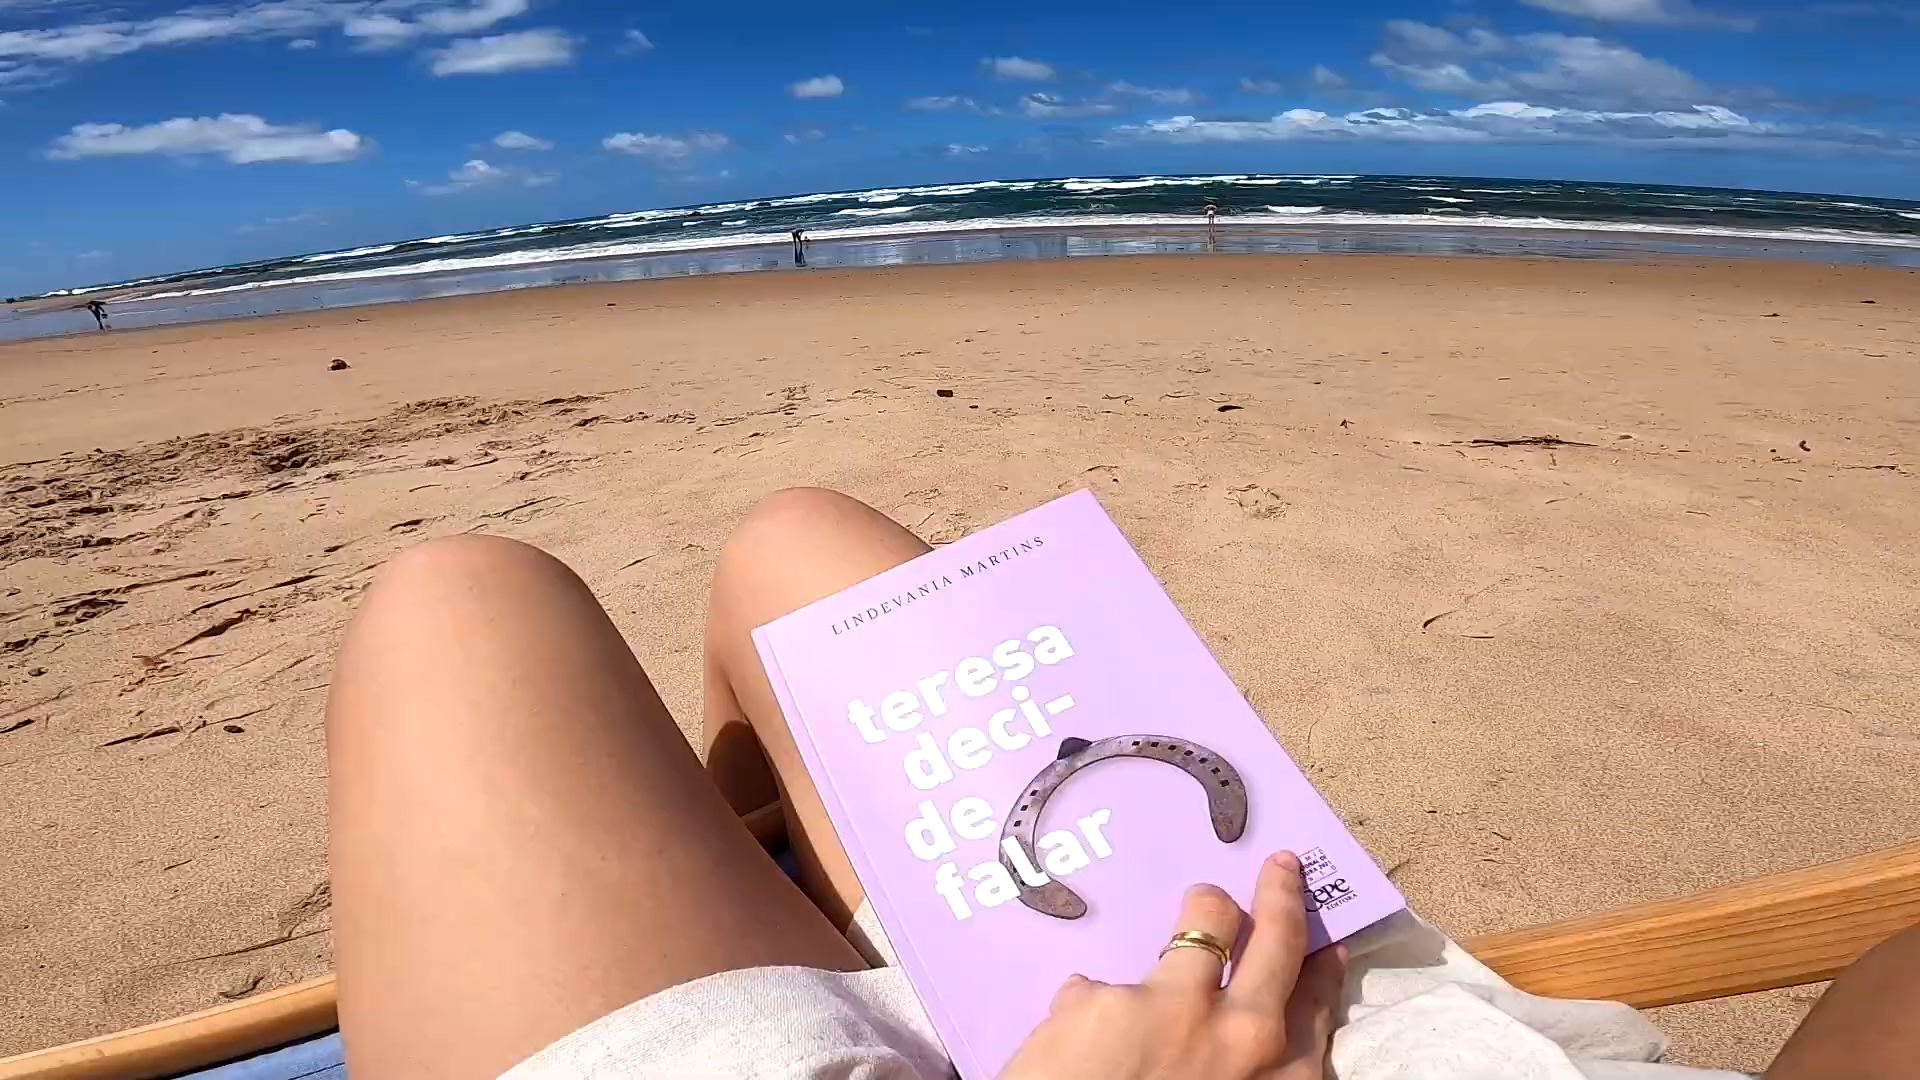 LINDEVANIA MARTINS
teresa
deci-
de
falar
cepe
EDITORA